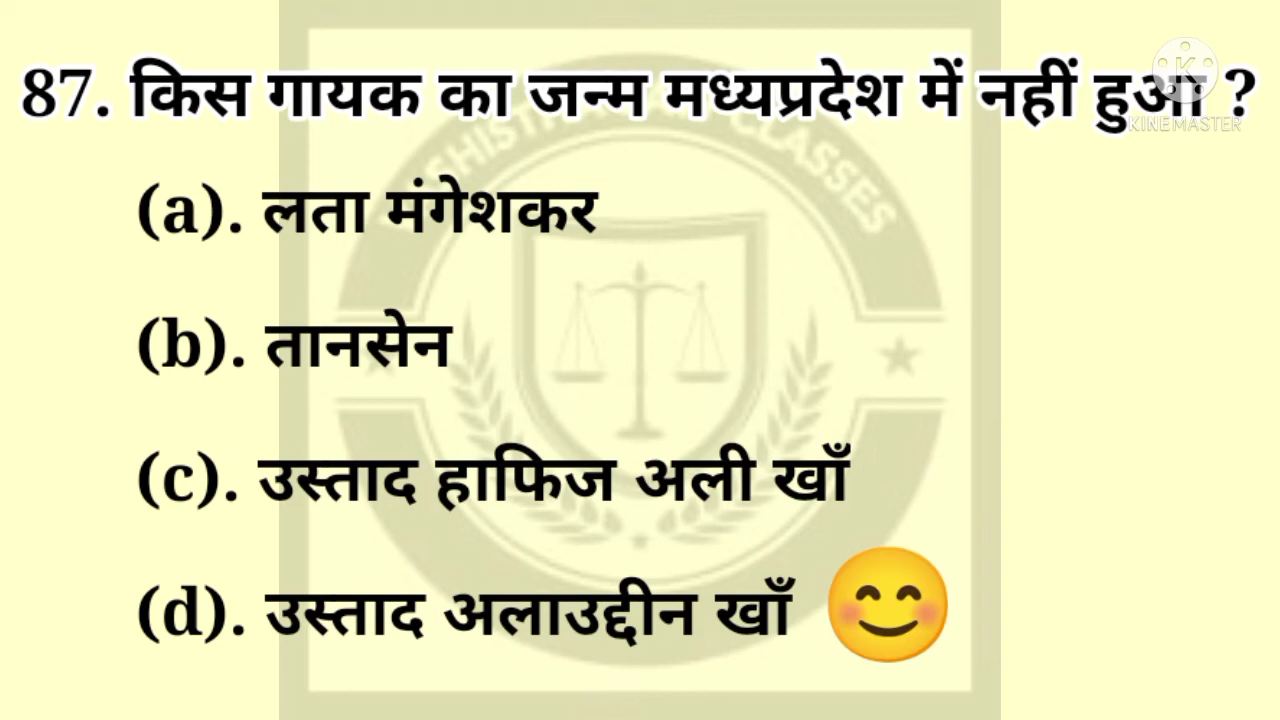 87. किस गायक का जन्म मध्यप्रदेश में नहीं हुआ ?
KINEMASTER
(a). लता मंगेशकर
(b). तानसेन
(c). उस्ताद हाफिज अली खाँ
(d). उस्ताद अलाउद्दीन खाँ